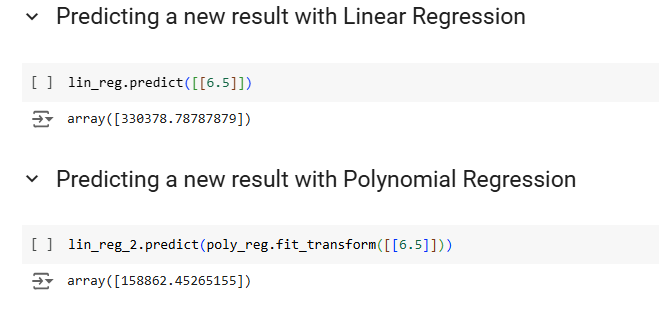 Predicting a new result with Linear Regression
[ ] lin_reg.predict([[6.5]])
array([330378.78787879])
Predicting a new result with Polynomial Regression
[ ] lin_reg_2.predict(poly_reg.fit_transform([[6.5]]))
array([158862.45265155])